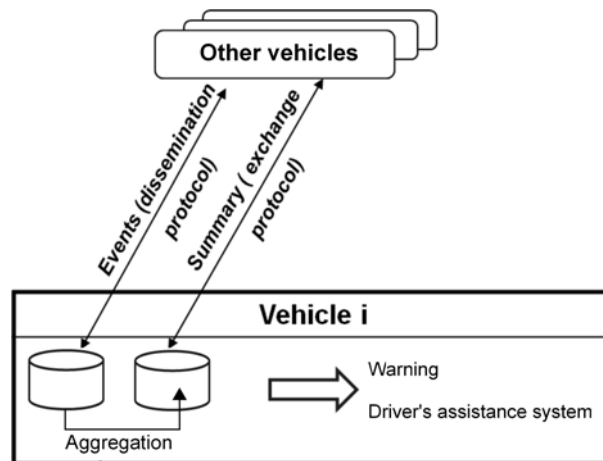 Other vehicles
Events (dissemination
protocol)
Summary ( exchange
protocol)
Vehicle i
Warning
Driver's assistance system
Aggregation